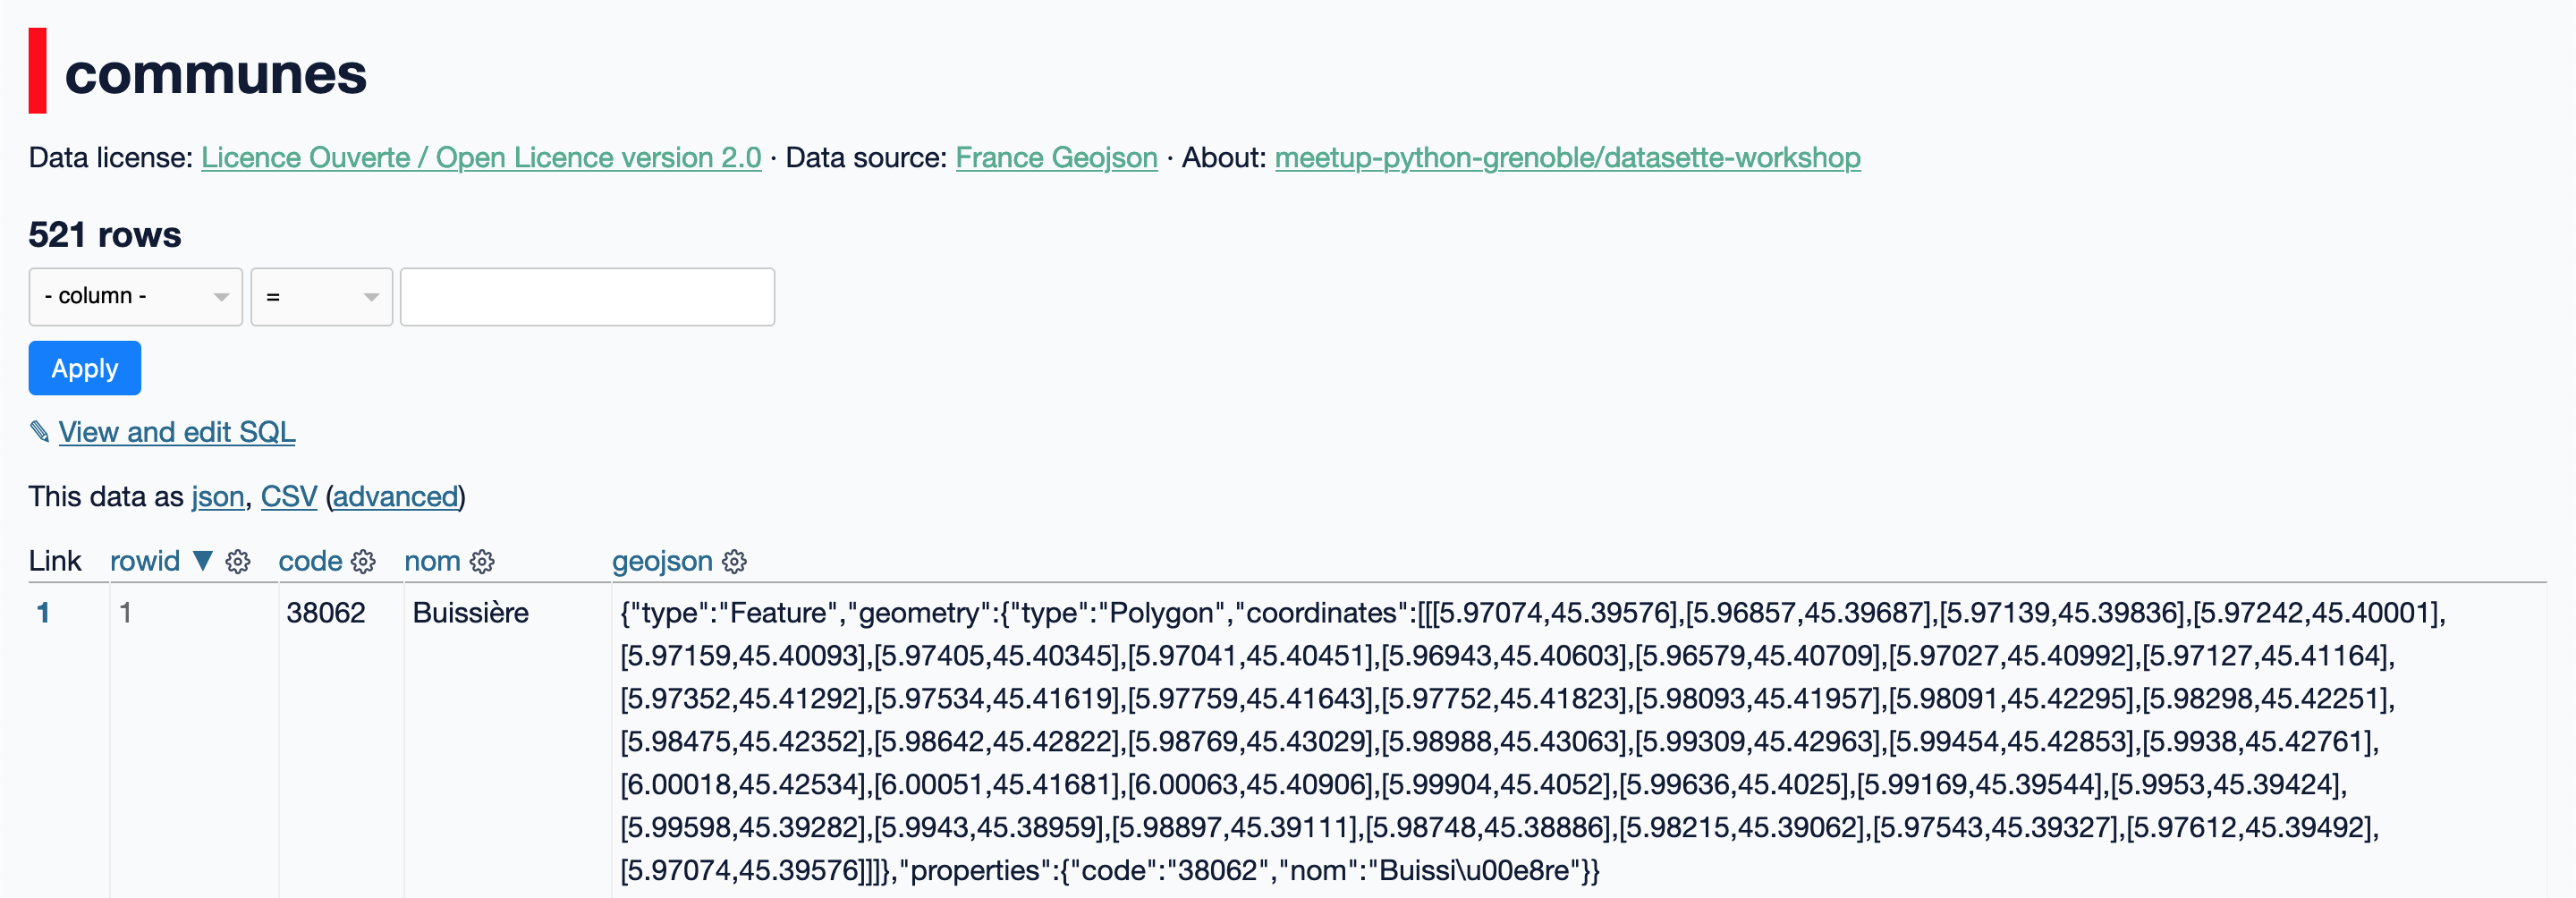 communes
Data license: Licence Ouverte / Open Licence version 2.0 · Data source: France Geojson · About: meetup-python-grenoble/datasette-workshop
521 rows
- column - =
Apply
✎ View and edit SQL
This data as json, CSV (advanced)
Link rowid ▼ code nom geojson
1 1 38062 Buissière {"type":"Feature","geometry":{"type":"Polygon","coordinates":[[[5.97074,45.39576],[5.96857,45.39687],[5.97139,45.39836],[5.97242,45.40001],
[5.97159,45.40093],[5.97405,45.40345],[5.97041,45.40451],[5.96943,45.40603],[5.96579,45.40709],[5.97027,45.40992],[5.97127,45.41164],
[5.97352,45.41292],[5.97534,45.41619],[5.97759,45.41643],[5.97752,45.41823],[5.98093,45.41957],[5.98091,45.42295],[5.98298,45.42251],
[5.98475,45.42352],[5.98642,45.42822],[5.98769,45.43029],[5.98988,45.43063],[5.99309,45.42963],[5.99454,45.42853],[5.9938,45.42761],
[6.00018,45.42534],[6.00051,45.41681],[6.00063,45.40906],[5.99904,45.4052],[5.99636,45.4025],[5.99169,45.39544],[5.9953,45.39424],
[5.99598,45.39282],[5.9943,45.38959],[5.98897,45.39111],[5.98748,45.38886],[5.98215,45.39062],[5.97543,45.39327],[5.97612,45.39492],
[5.97074,45.39576]]]},"properties":{"code":"38062","nom":"Buissi\u00e8re"}}